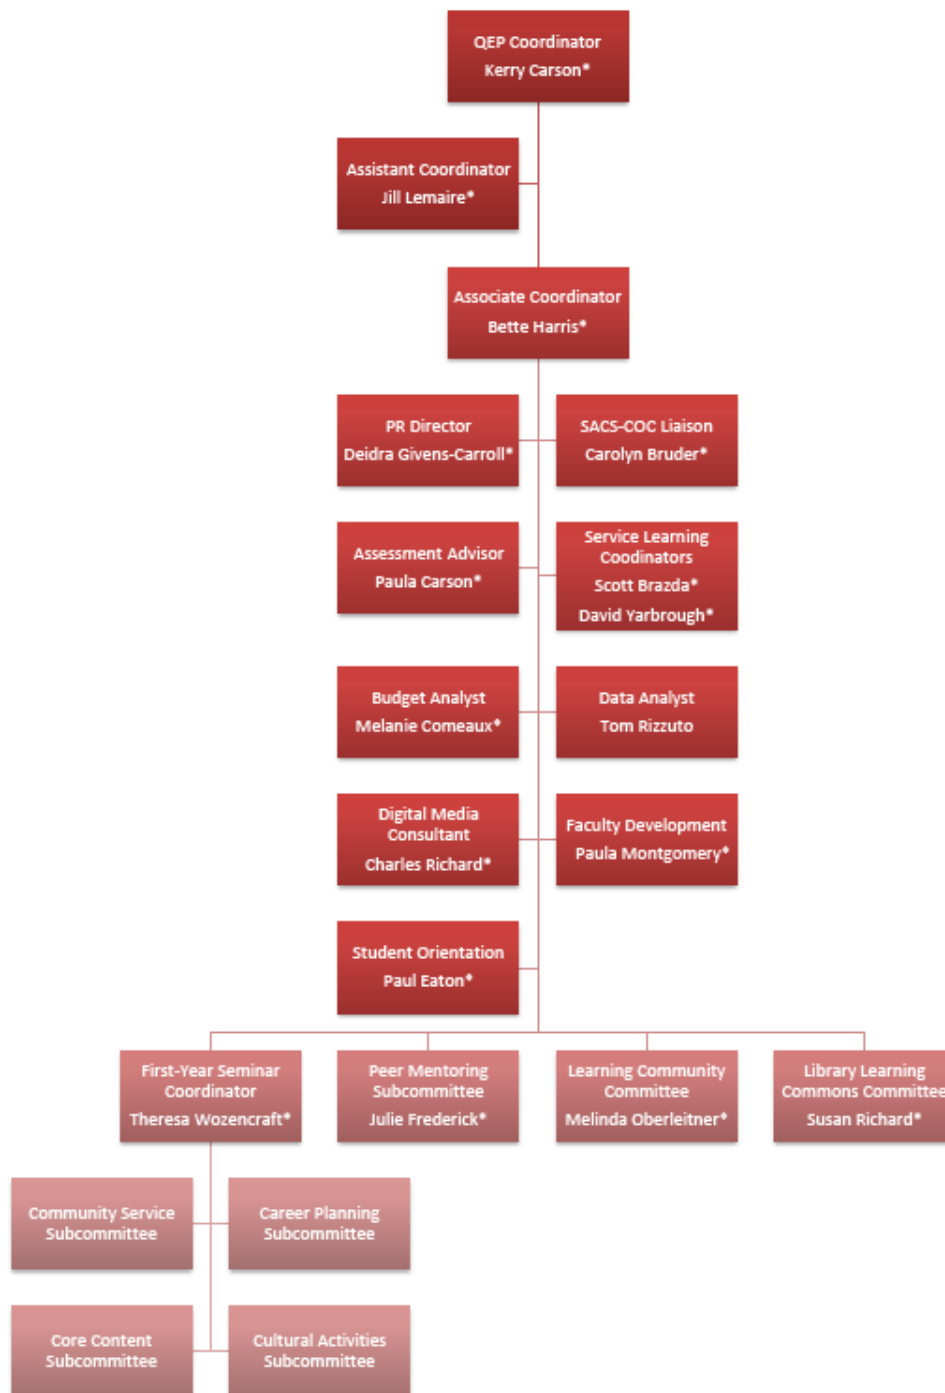 QEP Coordinator
Kerry Carson*
Assistant Coordinator
Jill Lemaire*
Associate Coordinator
Bette Harris*
PR Director
Deidra Givens-Carroll*
SACS-COC Liaison
Carolyn Bruder*
Assessment Advisor
Paula Carson*
Service Learning
Coodinators
Scott Brazda*
David Yarbrough*
Budget Analyst
Melanie Comeaux*
Data Analyst
Tom Rizzuto
Digital Media
Consultant
Charles Richard*
Faculty Development
Paula Montgomery*
Student Orientation
Paul Eaton*
First-Year Seminar
Coordinator
Theresa Wozencraft*
Peer Mentoring
Subcommittee
Julie Frederick*
Learning Community
Committee
Melinda Oberleitner*
Library Learning
Commons Committee
Susan Richard*
Community Service
Subcommittee
Career Planning
Subcommittee
Core Content
Subcommittee
Cultural Activities
Subcommittee